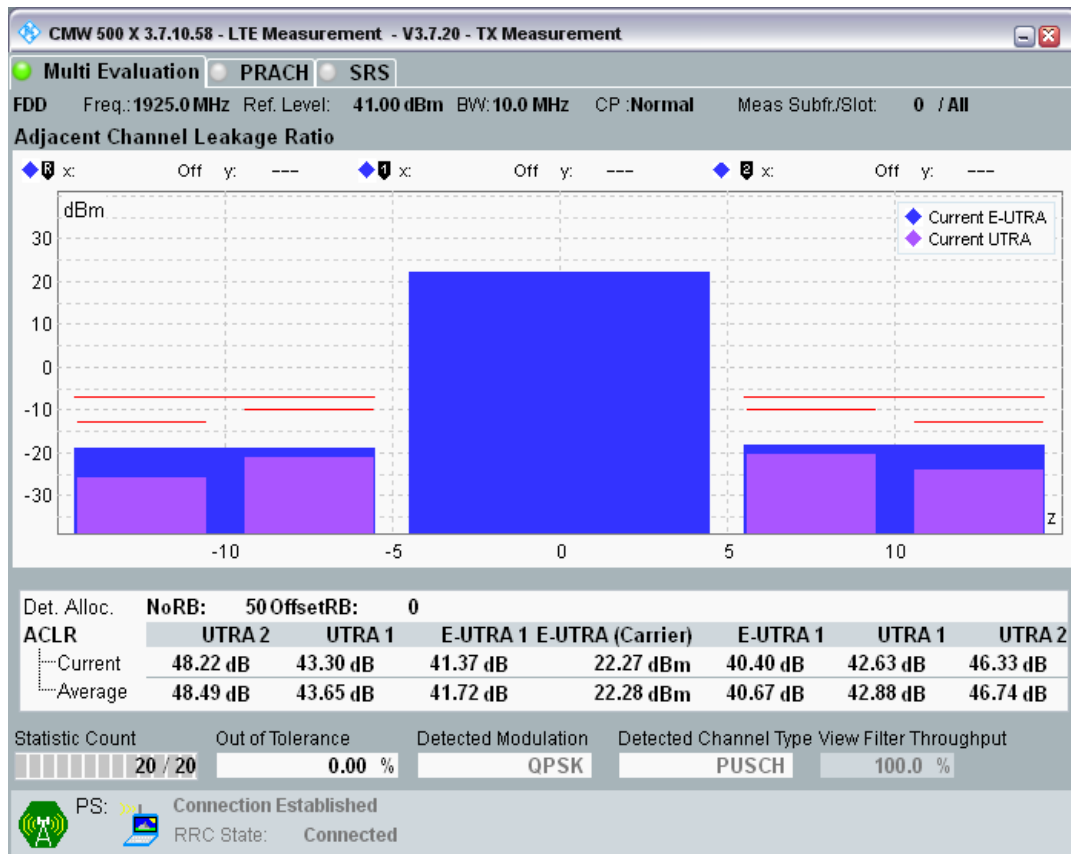 CMW 500 X 3.7.10.58 - LTE Measurement - V3.7.20 - TX Measurement
Multi Evaluation PRACH SRS
FDD Freq.: 1925.0 MHz Ref. Level: 41.00 dBm BW: 10.0 MHz CP :Normal Meas Subfr./Slot: 0 / All
Adjacent Channel Leakage Ratio
R x: Off y: --- 1 x: Off y: --- 2 x: Off y: ---
dBm
Current E-UTRA
Current UTRA
30
20
10
0
-10
-20
-30
z
-10 -5 0 5 10
Det. Alloc. NoRB: 50 OffsetRB: 0
ACLR UTRA 2 UTRA 1 E-UTRA 1 E-UTRA (Carrier) E-UTRA 1 UTRA 1 UTRA 2
Current 48.22 dB 43.30 dB 41.37 dB 22.27 dBm 40.40 dB 42.63 dB 46.33 dB
Average 48.49 dB 43.65 dB 41.72 dB 22.28 dBm 40.67 dB 42.88 dB 46.74 dB
Statistic Count Out of Tolerance Detected Modulation Detected Channel Type View Filter Throughput
20 / 20 0.00 % QPSK PUSCH 100.0 %
PS: Connection Established
RRC State: Connected